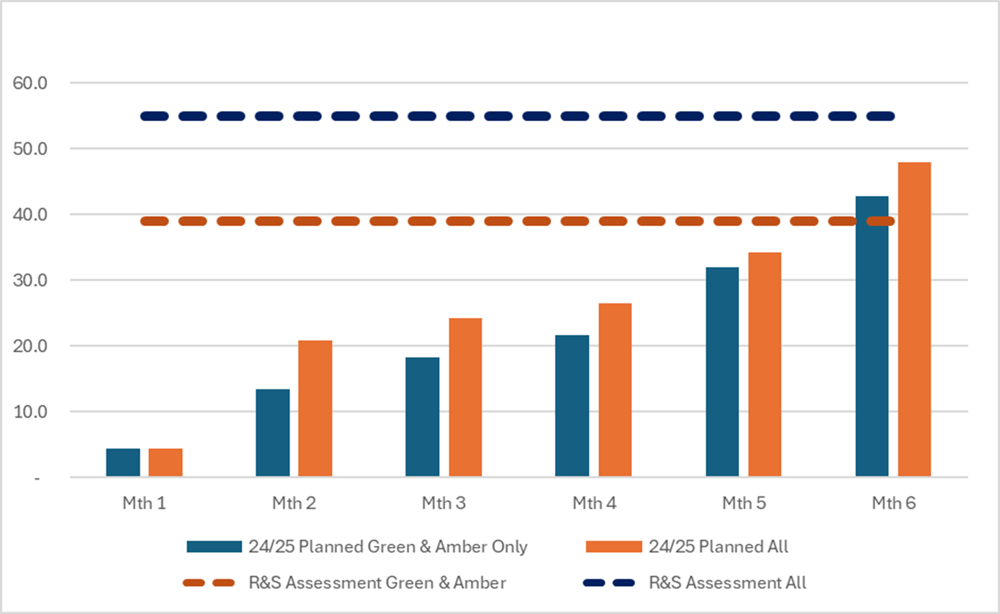 60.0
50.0
40.0
30.0
20.0
10.0
-
Mth 1 Mth 2 Mth 3 Mth 4 Mth 5 Mth 6
24/25 Planned Green & Amber Only 24/25 Planned All
R&S Assessment Green & Amber R&S Assessment All